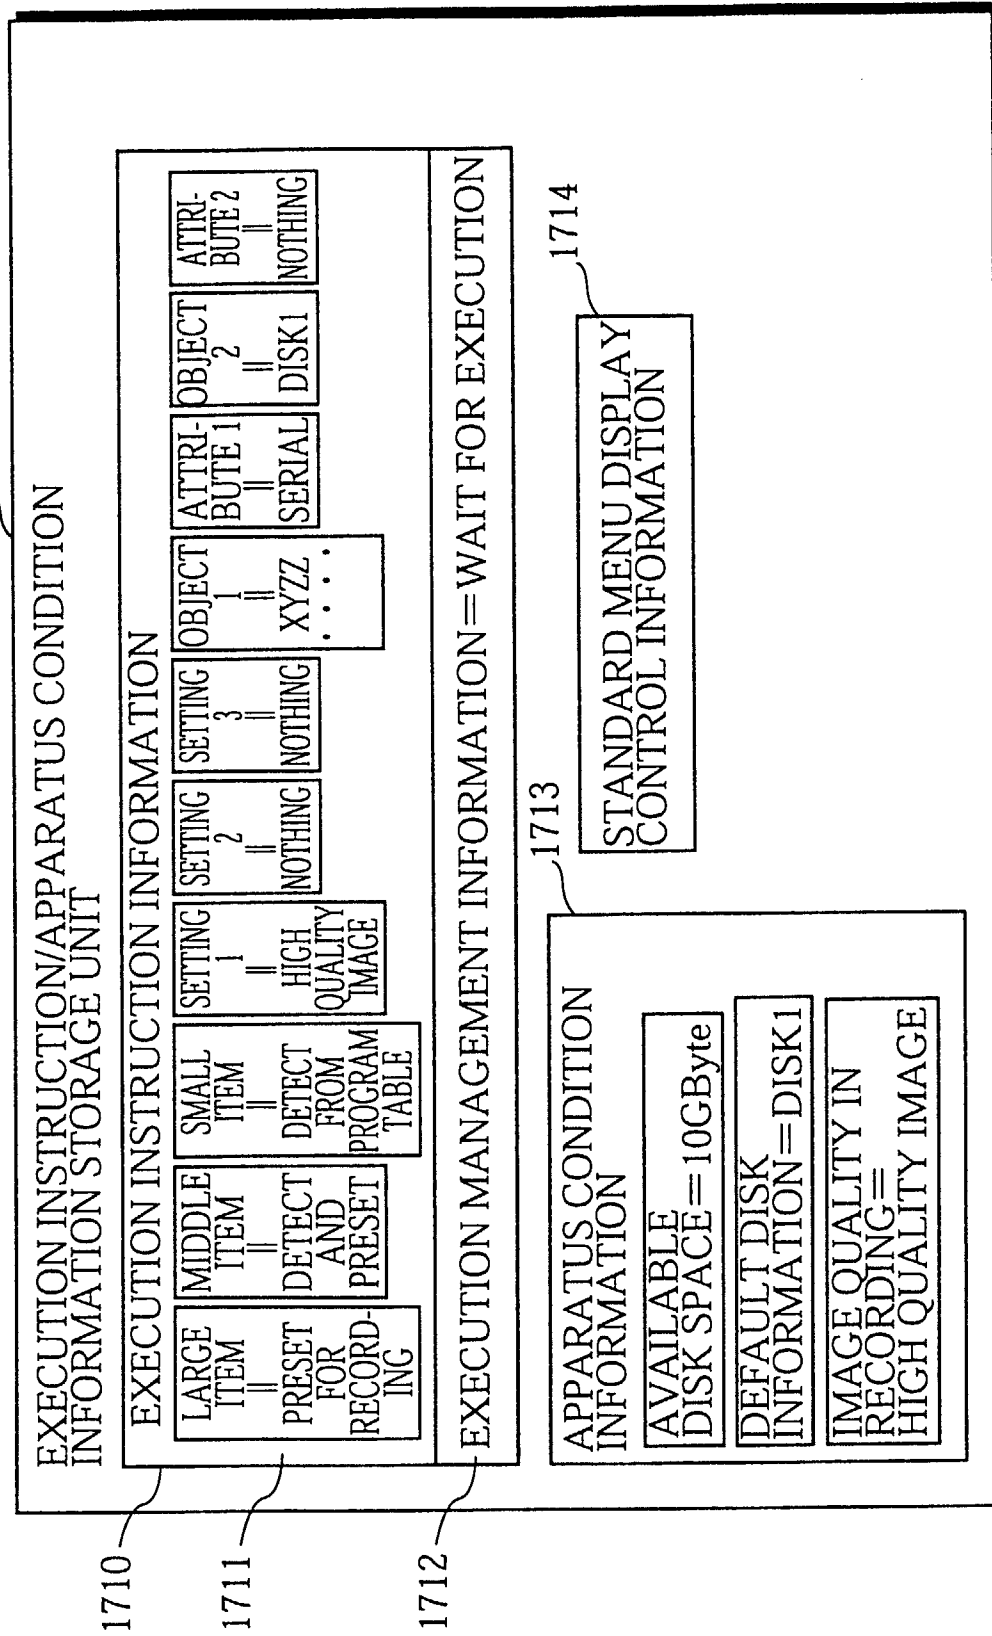 EXECUTION INSTRUCTION/APPARATUS CONDITION
INFORMATION STORAGE UNIT
1710
EXECUTION INSTRUCTION INFORMATION
1711
LARGE
ITEM
=
PRESET
FOR
RECORD-
ING
MIDDLE
ITEM
=
DETECT
AND
PRESET
SMALL
ITEM
=
DETECT
FROM
PROGRAM
TABLE
SETTING
1
=
HIGH
QUALITY
IMAGE
SETTING
2
=
NOTHING
SETTING
3
=
NOTHING
OBJECT
1
=
XYZZ
. . . .
ATTRI-
BUTE 1
=
SERIAL
OBJECT
2
=
DISK1
ATTRI-
BUTE 2
=
NOTHING
1712
EXECUTION MANAGEMENT INFORMATION=WAIT FOR EXECUTION
1713
APPARATUS CONDITION
INFORMATION
AVAILABLE
DISK SPACE=10GByte
DEFAULT DISK
INFORMATION=DISK1
IMAGE QUALITY IN
RECORDING=
HIGH QUALITY IMAGE
1714
STANDARD MENU DISPLAY
CONTROL INFORMATION